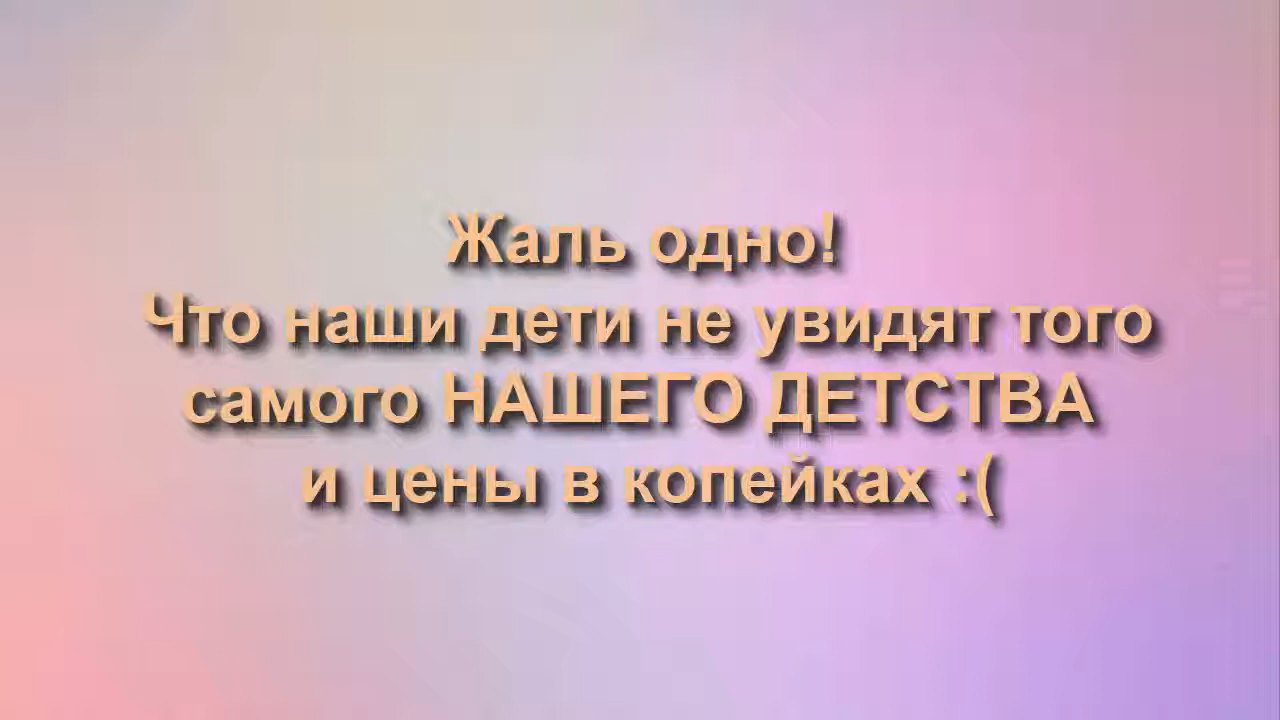 Жаль одно!
Что наши дети не увидят того
самого НАШЕГО ДЕТСТВА
и цены в копейках :(